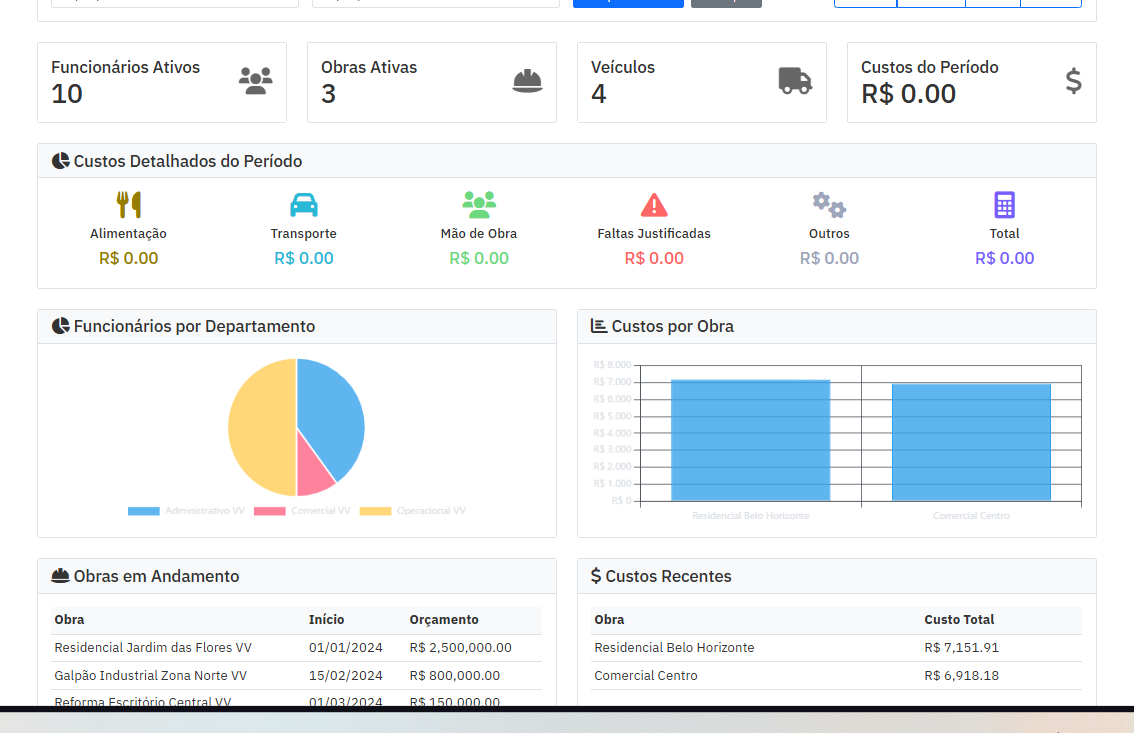 Funcionários Ativos
10
Obras Ativas
3
Veículos
4
Custos do Período
R$ 0.00
Custos Detalhados do Período
Alimentação
R$ 0.00
Transporte
R$ 0.00
Mão de Obra
R$ 0.00
Faltas Justificadas
R$ 0.00
Outros
R$ 0.00
Total
R$ 0.00
Funcionários por Departamento
Administrativo VV Comercial VV Operacional VV
Custos por Obra
R$ 8.000
R$ 7.000
R$ 6.000
R$ 5.000
R$ 4.000
R$ 3.000
R$ 2.000
R$ 1.000
R$ 0
Residencial Belo Horizonte Comercial Centro
Obras em Andamento
Obra Início Orçamento
Residencial Jardim das Flores VV 01/01/2024 R$ 2,500,000.00
Galpão Industrial Zona Norte VV 15/02/2024 R$ 800,000.00
Reforma Escritório Central VV 01/03/2024 R$ 150,000.00
Custos Recentes
Obra Custo Total
Residencial Belo Horizonte R$ 7,151.91
Comercial Centro R$ 6,918.18